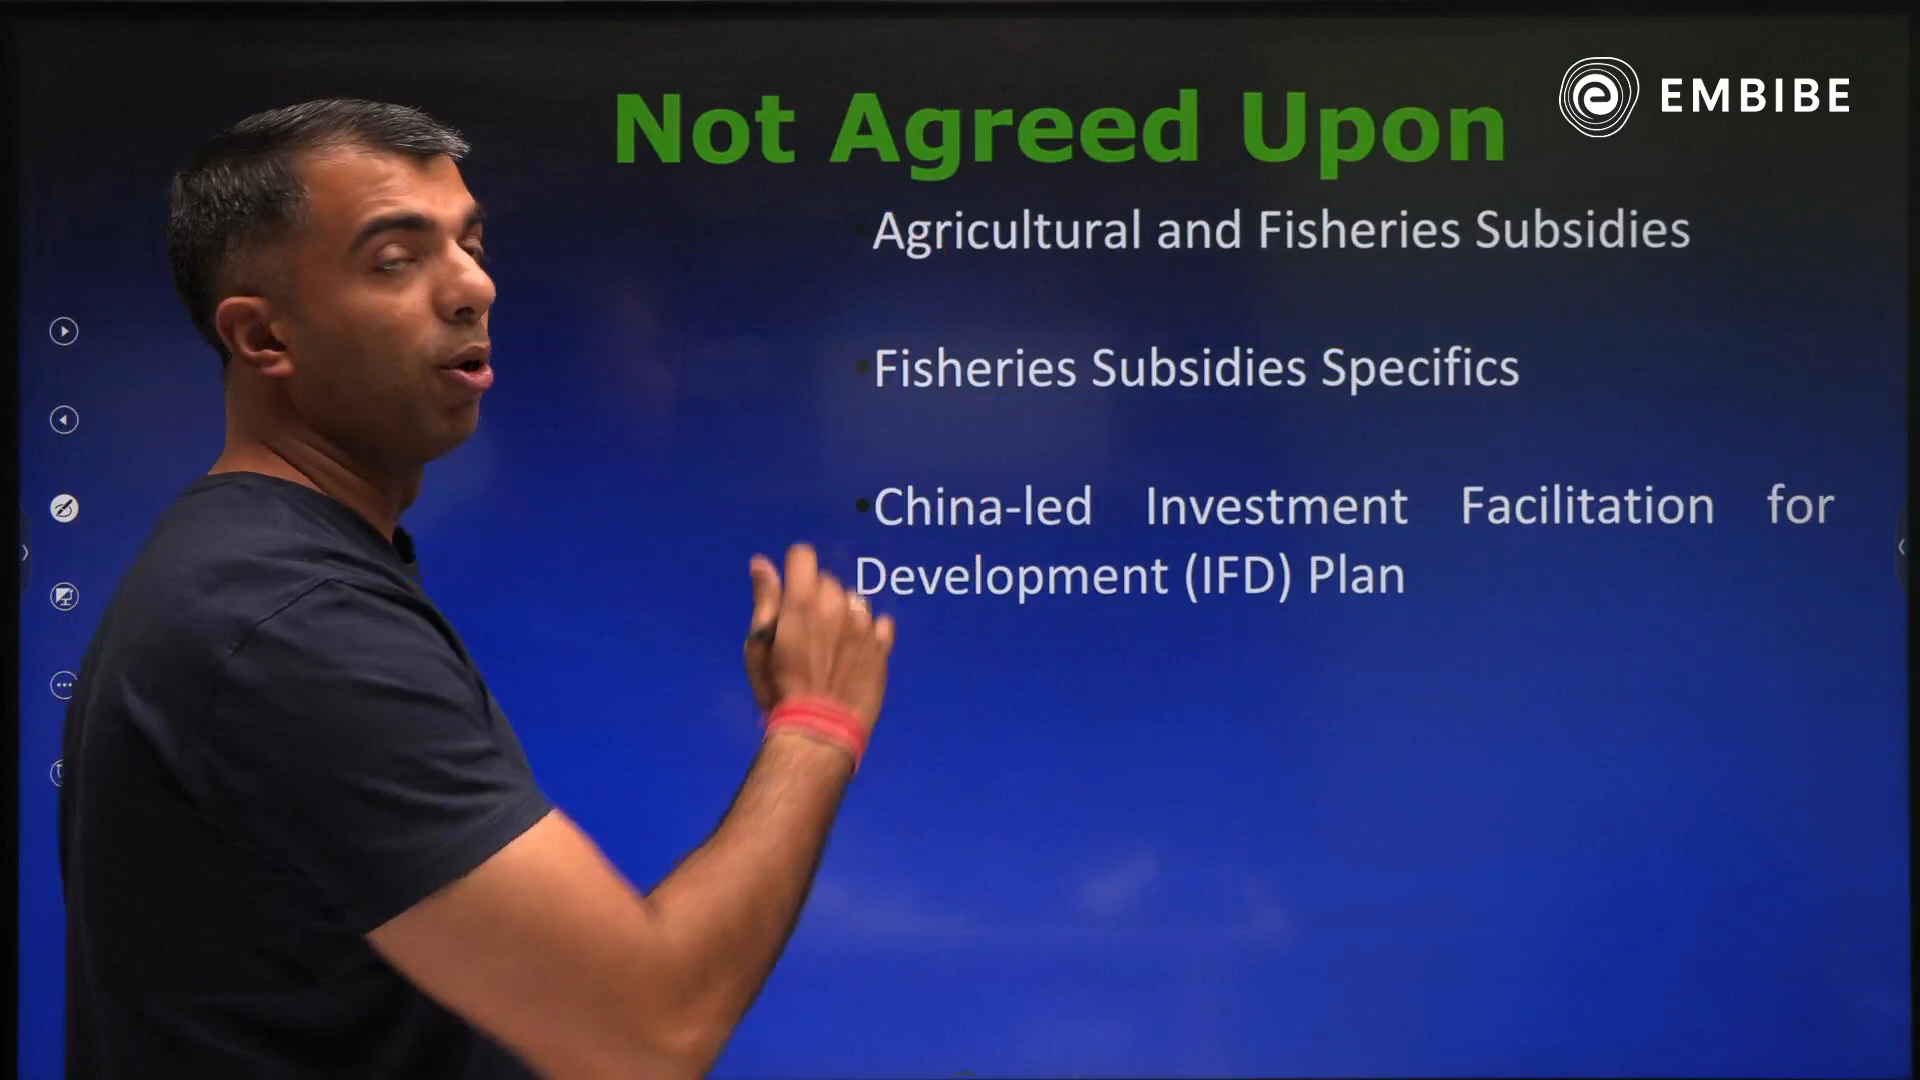 EMBIBE
Not Agreed Upon
•Agricultural and Fisheries Subsidies
•Fisheries Subsidies Specifics
•China-led Investment Facilitation for
Development (IFD) Plan